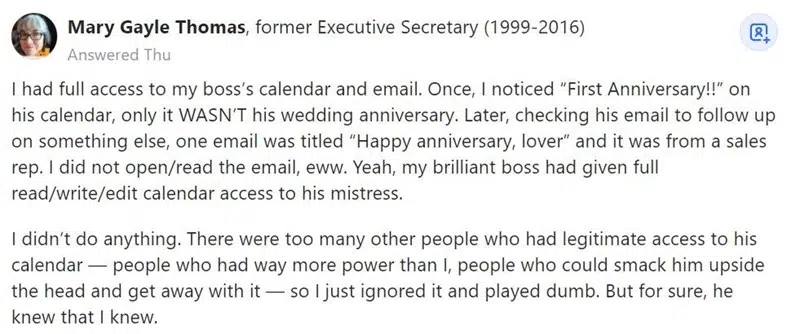 Mary Gayle Thomas, former Executive Secretary (1999-2016)
Answered Thu
I had full access to my boss’s calendar and email. Once, I noticed “First Anniversary!!” on
his calendar, only it WASN’T his wedding anniversary. Later, checking his email to follow up
on something else, one email was titled “Happy anniversary, lover” and it was from a sales
rep. I did not open/read the email, eww. Yeah, my brilliant boss had given full
read/write/edit calendar access to his mistress.
I didn’t do anything. There were too many other people who had legitimate access to his
calendar — people who had way more power than I, people who could smack him upside
the head and get away with it — so I just ignored it and played dumb. But for sure, he
knew that I knew.